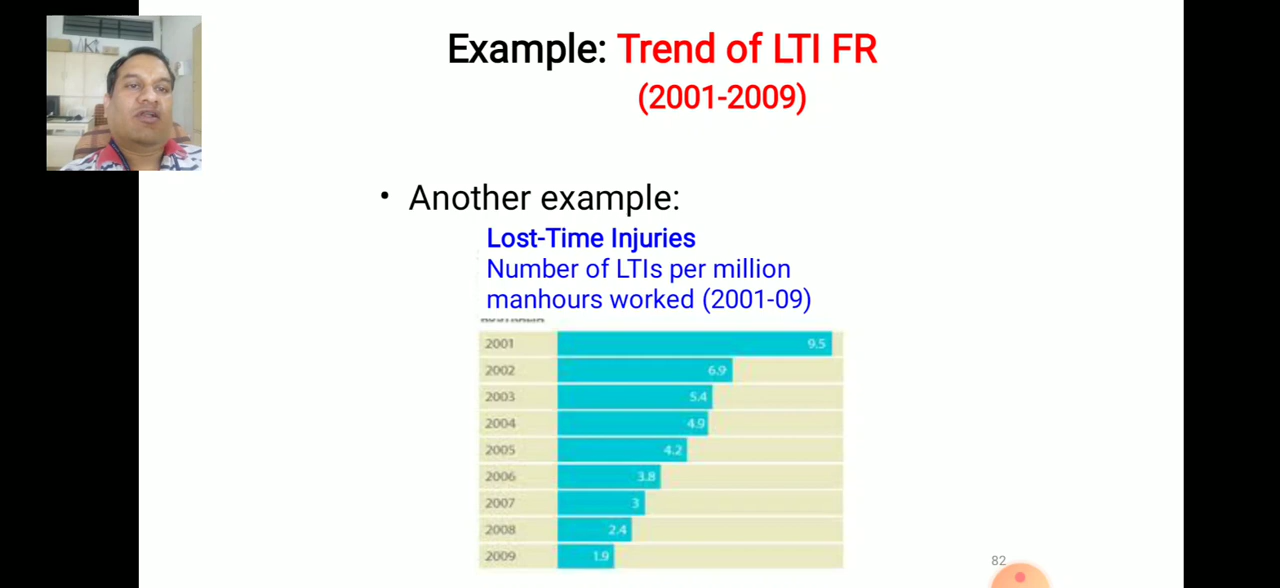 Example: Trend of LTI FR
(2001-2009)
• Another example:
Lost-Time Injuries
Number of LTIs per million
manhours worked (2001-09)
2001 9.5
2002 6.9
2003 5.4
2004 4.9
2005 4.2
2006 3.8
2007 3
2008 2.4
2009 1.9
82